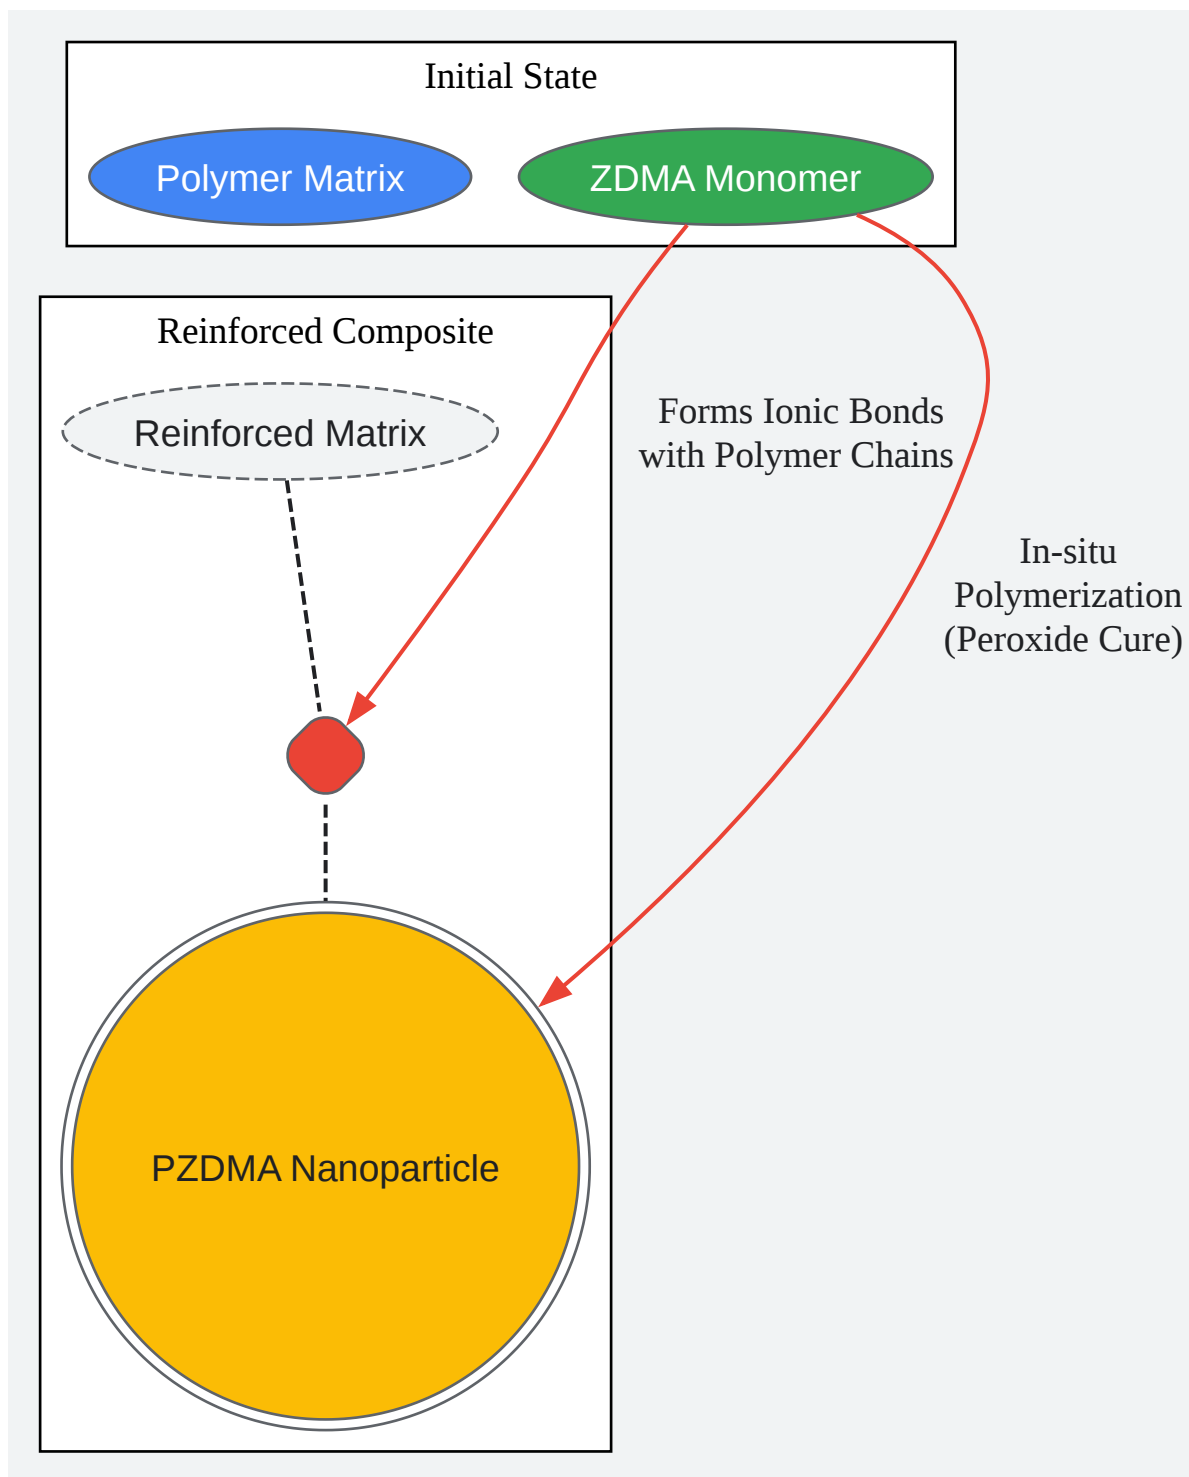 Initial State
Polymer Matrix
ZDMA Monomer
Reinforced Composite
Reinforced Matrix
Forms Ionic Bonds
with Polymer Chains
In-situ
Polymerization
(Peroxide Cure)
PZDMA Nanoparticle